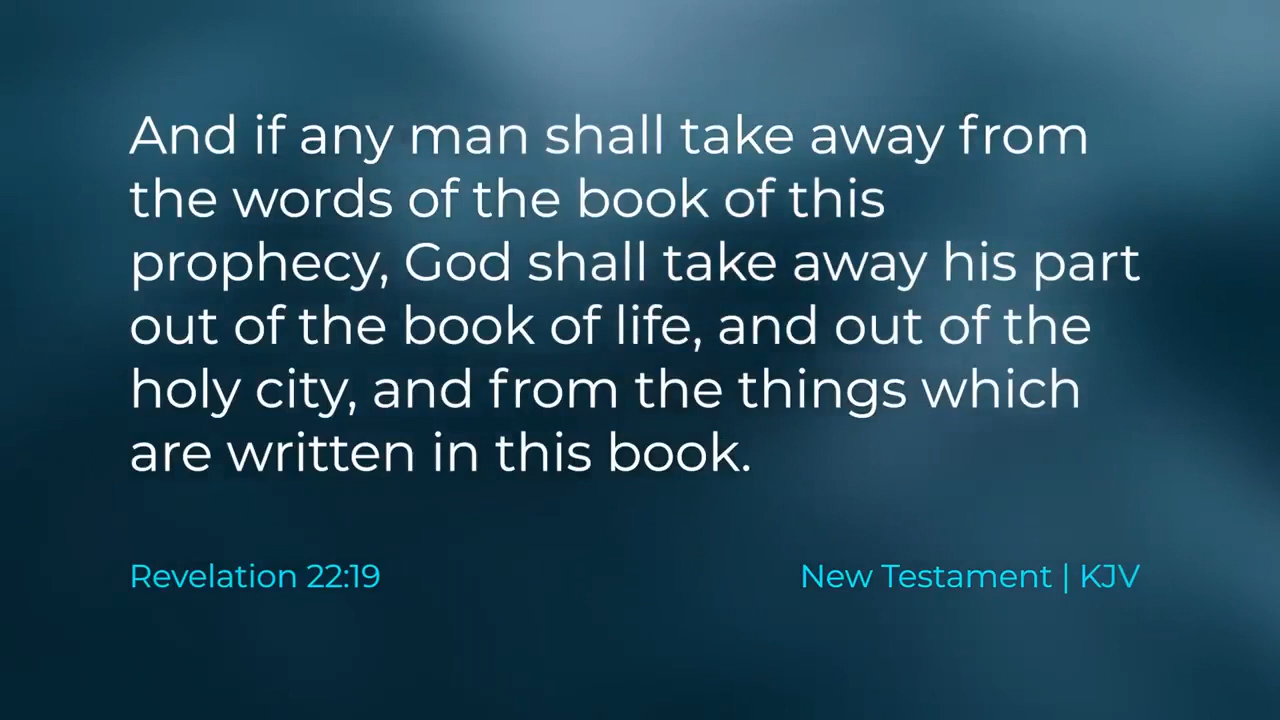 And if any man shall take away from
the words of the book of this
prophecy, God shall take away his part
out of the book of life, and out of the
holy city, and from the things which
are written in this book.
Revelation 22:19
New Testament | KJV